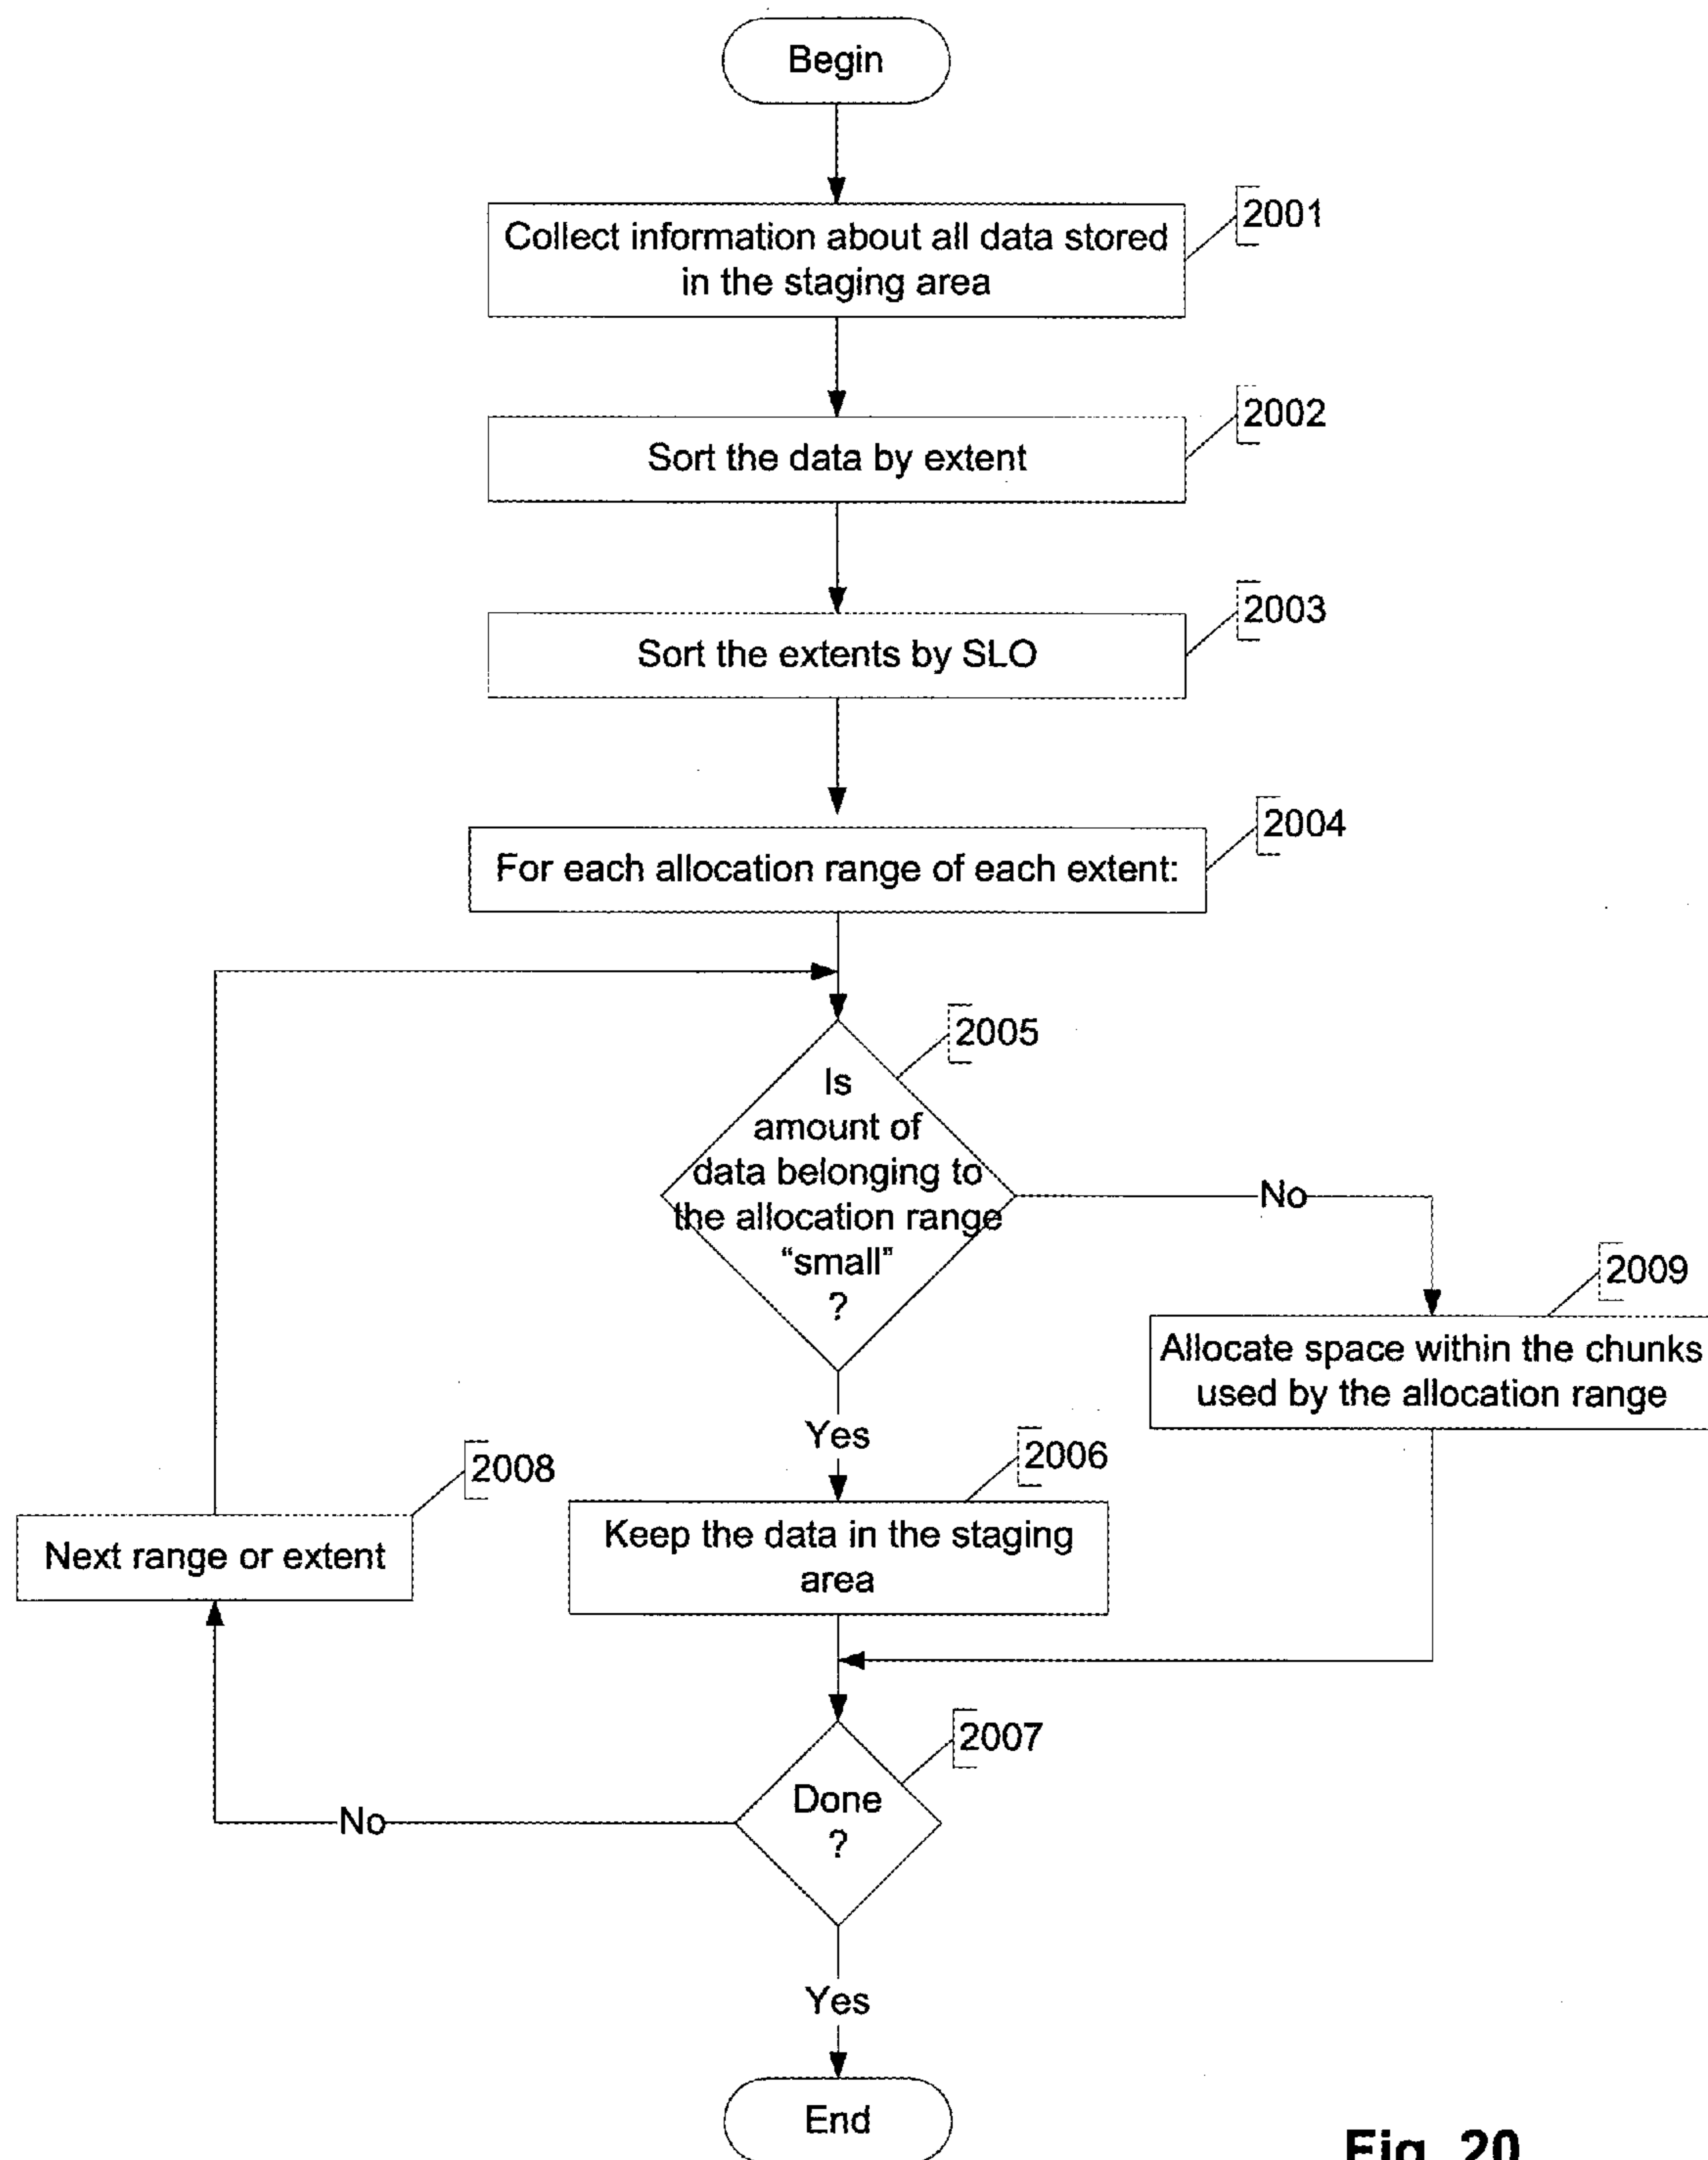 Begin
2001
Collect information about all data stored
in the staging area
2002
Sort the data by extent
2003
Sort the extents by SLO
2004
For each allocation range of each extent:
2005
Is
amount of
data belonging to
the allocation range
“small”
?
No
2009
Allocate space within the chunks
used by the allocation range
Yes
2006
Keep the data in the staging
area
2008
Next range or extent
2007
Done
?
No
Yes
End
Fig. 20